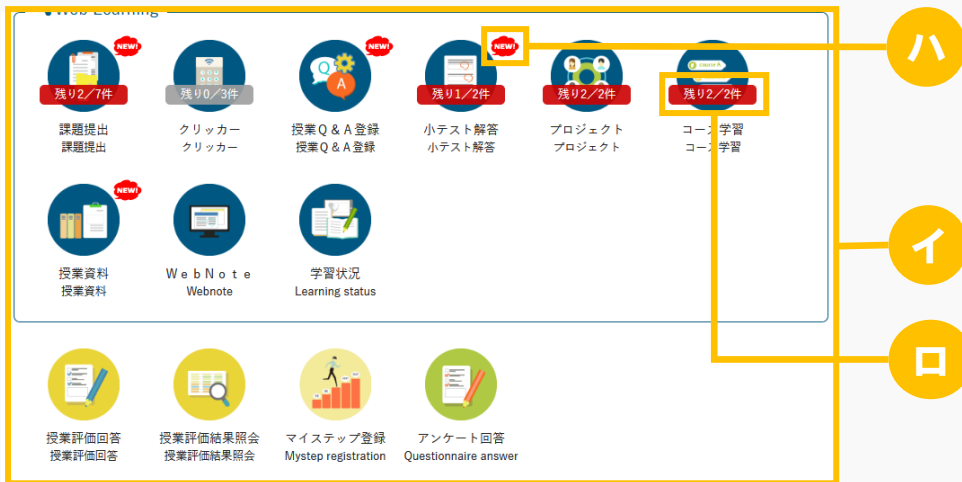 Web Learning
NEW!
NEW!
NEW!
ハ
残り2／7件
残り0／3件
Q
A
残り1／2件
残り2／2件
残り2／2件
課題提出
課題提出
クリッカー
クリッカー
授業Ｑ＆Ａ登録
授業Ｑ＆Ａ登録
小テスト解答
小テスト解答
プロジェクト
プロジェクト
コース学習
コース学習
NEW!
イ
授業資料
授業資料
ＷｅｂＮｏｔｅ
Webnote
学習状況
Learning status
ロ
授業評価回答
授業評価回答
授業評価結果照会
授業評価結果照会
マイステップ登録
Mystep registration
アンケート回答
Questionnaire answer